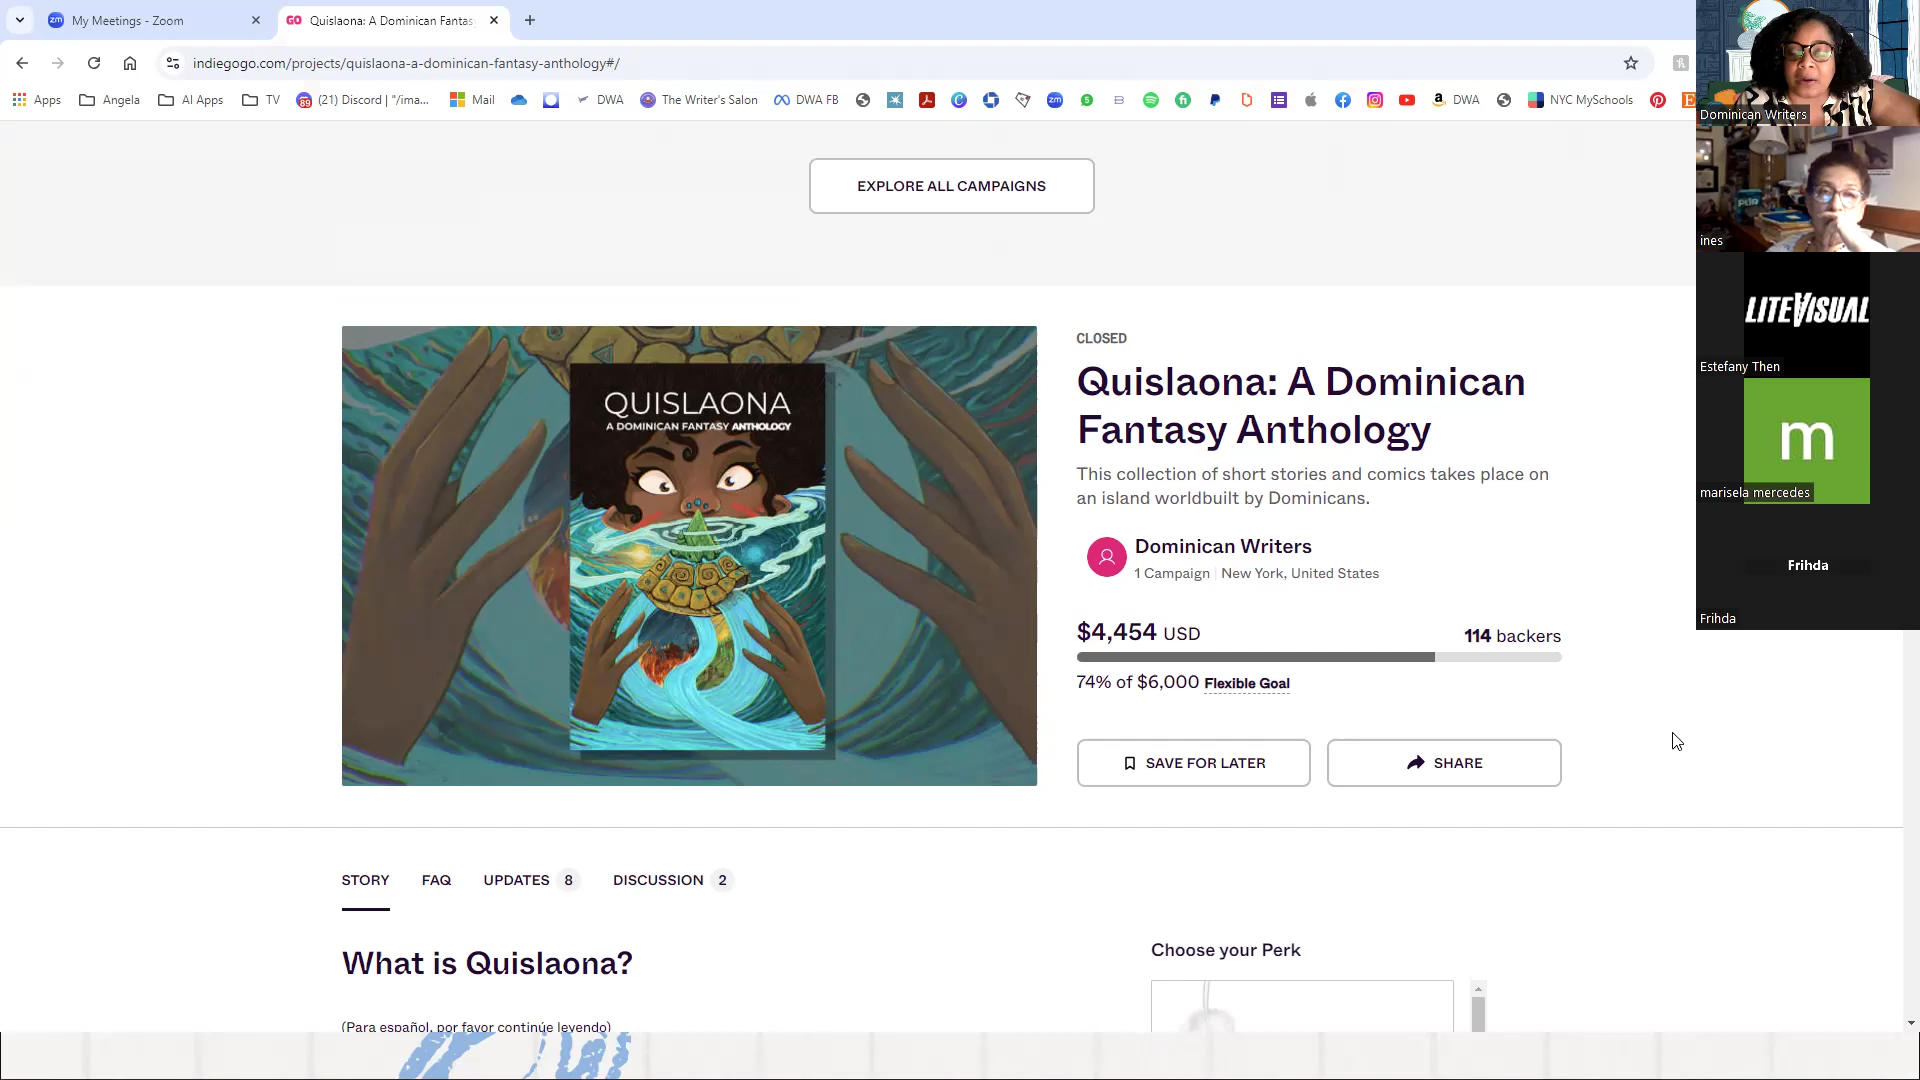 My Meetings - Zoom
GO Quislaona: A Dominican Fantas
indiegogo.com/projects/quislaona-a-dominican-fantasy-anthology#/
Apps Angela AI Apps TV (21) Discord | "/ima... Mail DWA The Writer's Salon DWA FB DWA NYC MySchools
EXPLORE ALL CAMPAIGNS
QUISLAONA
A DOMINICAN FANTASY ANTHOLOGY
CLOSED
Quislaona: A Dominican
Fantasy Anthology
This collection of short stories and comics takes place on
an island worldbuilt by Dominicans.
Dominican Writers
1 Campaign | New York, United States
$4,454 USD 114 backers
74% of $6,000 Flexible Goal
SAVE FOR LATER SHARE
STORY FAQ UPDATES 8 DISCUSSION 2
What is Quislaona?
Choose your Perk
(Para español, por favor continúe leyendo)
Dominican Writers
ines
LITEVISUAL
Estefany Then
m
marisela mercedes
Frihda
Frihda